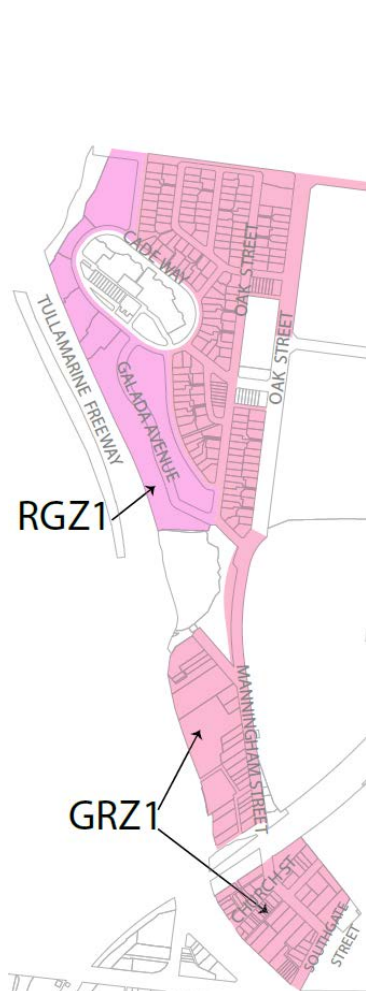 CADE WAY
OAK STREET
OAK STREET
TULLAMARINE FREEWAY
GALADA AVENUE
RGZ1
MANNINGHAM STREET
GRZ1
CHURCH ST
SOUTHGATE
STREET